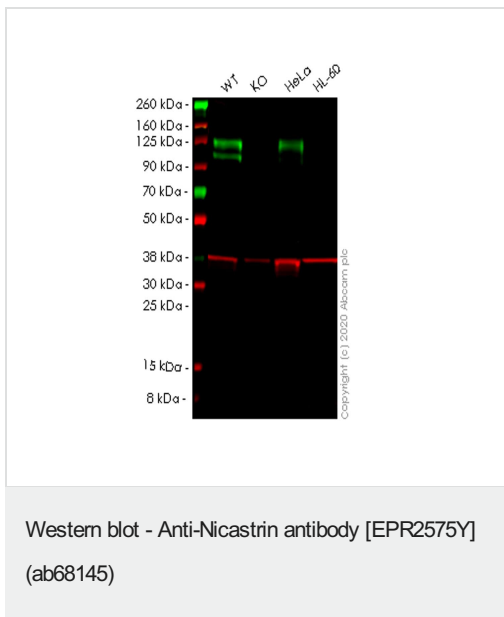 WT KO HeLa HL-60
260 kDa -
160 kDa -
125 kDa -
90 kDa -
70 kDa -
50 kDa -
38 kDa -
30 kDa -
25 kDa -
15 kDa -
8 kDa -
Copyright (c) 2020 Abcam plc
Western blot - Anti-Nicastrin antibody [EPR2575Y]
(ab68145)